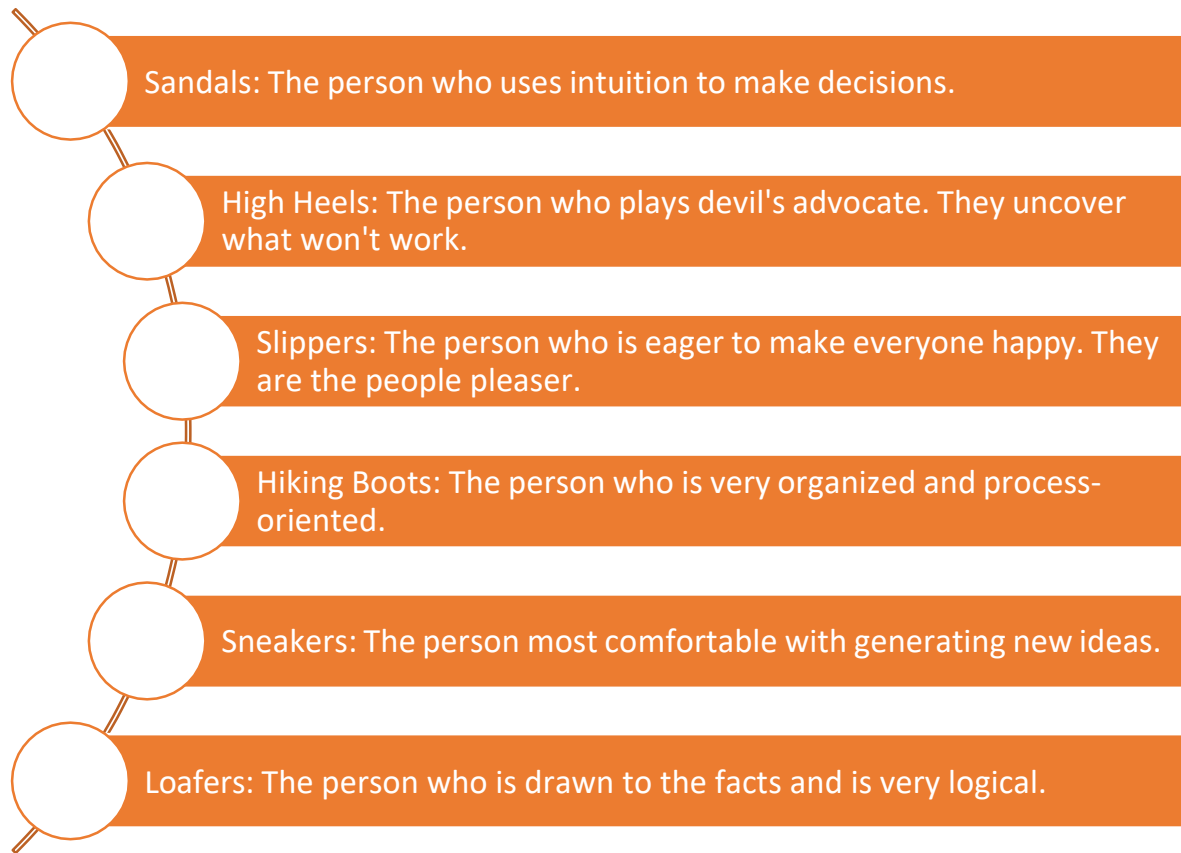 Sandals: The person who uses intuition to make decisions.
High Heels: The person who plays devil's advocate. They uncover
what won't work.
Slippers: The person who is eager to make everyone happy. They
are the people pleaser.
Hiking Boots: The person who is very organized and process-
oriented.
Sneakers: The person most comfortable with generating new ideas.
Loafers: The person who is drawn to the facts and is very logical.